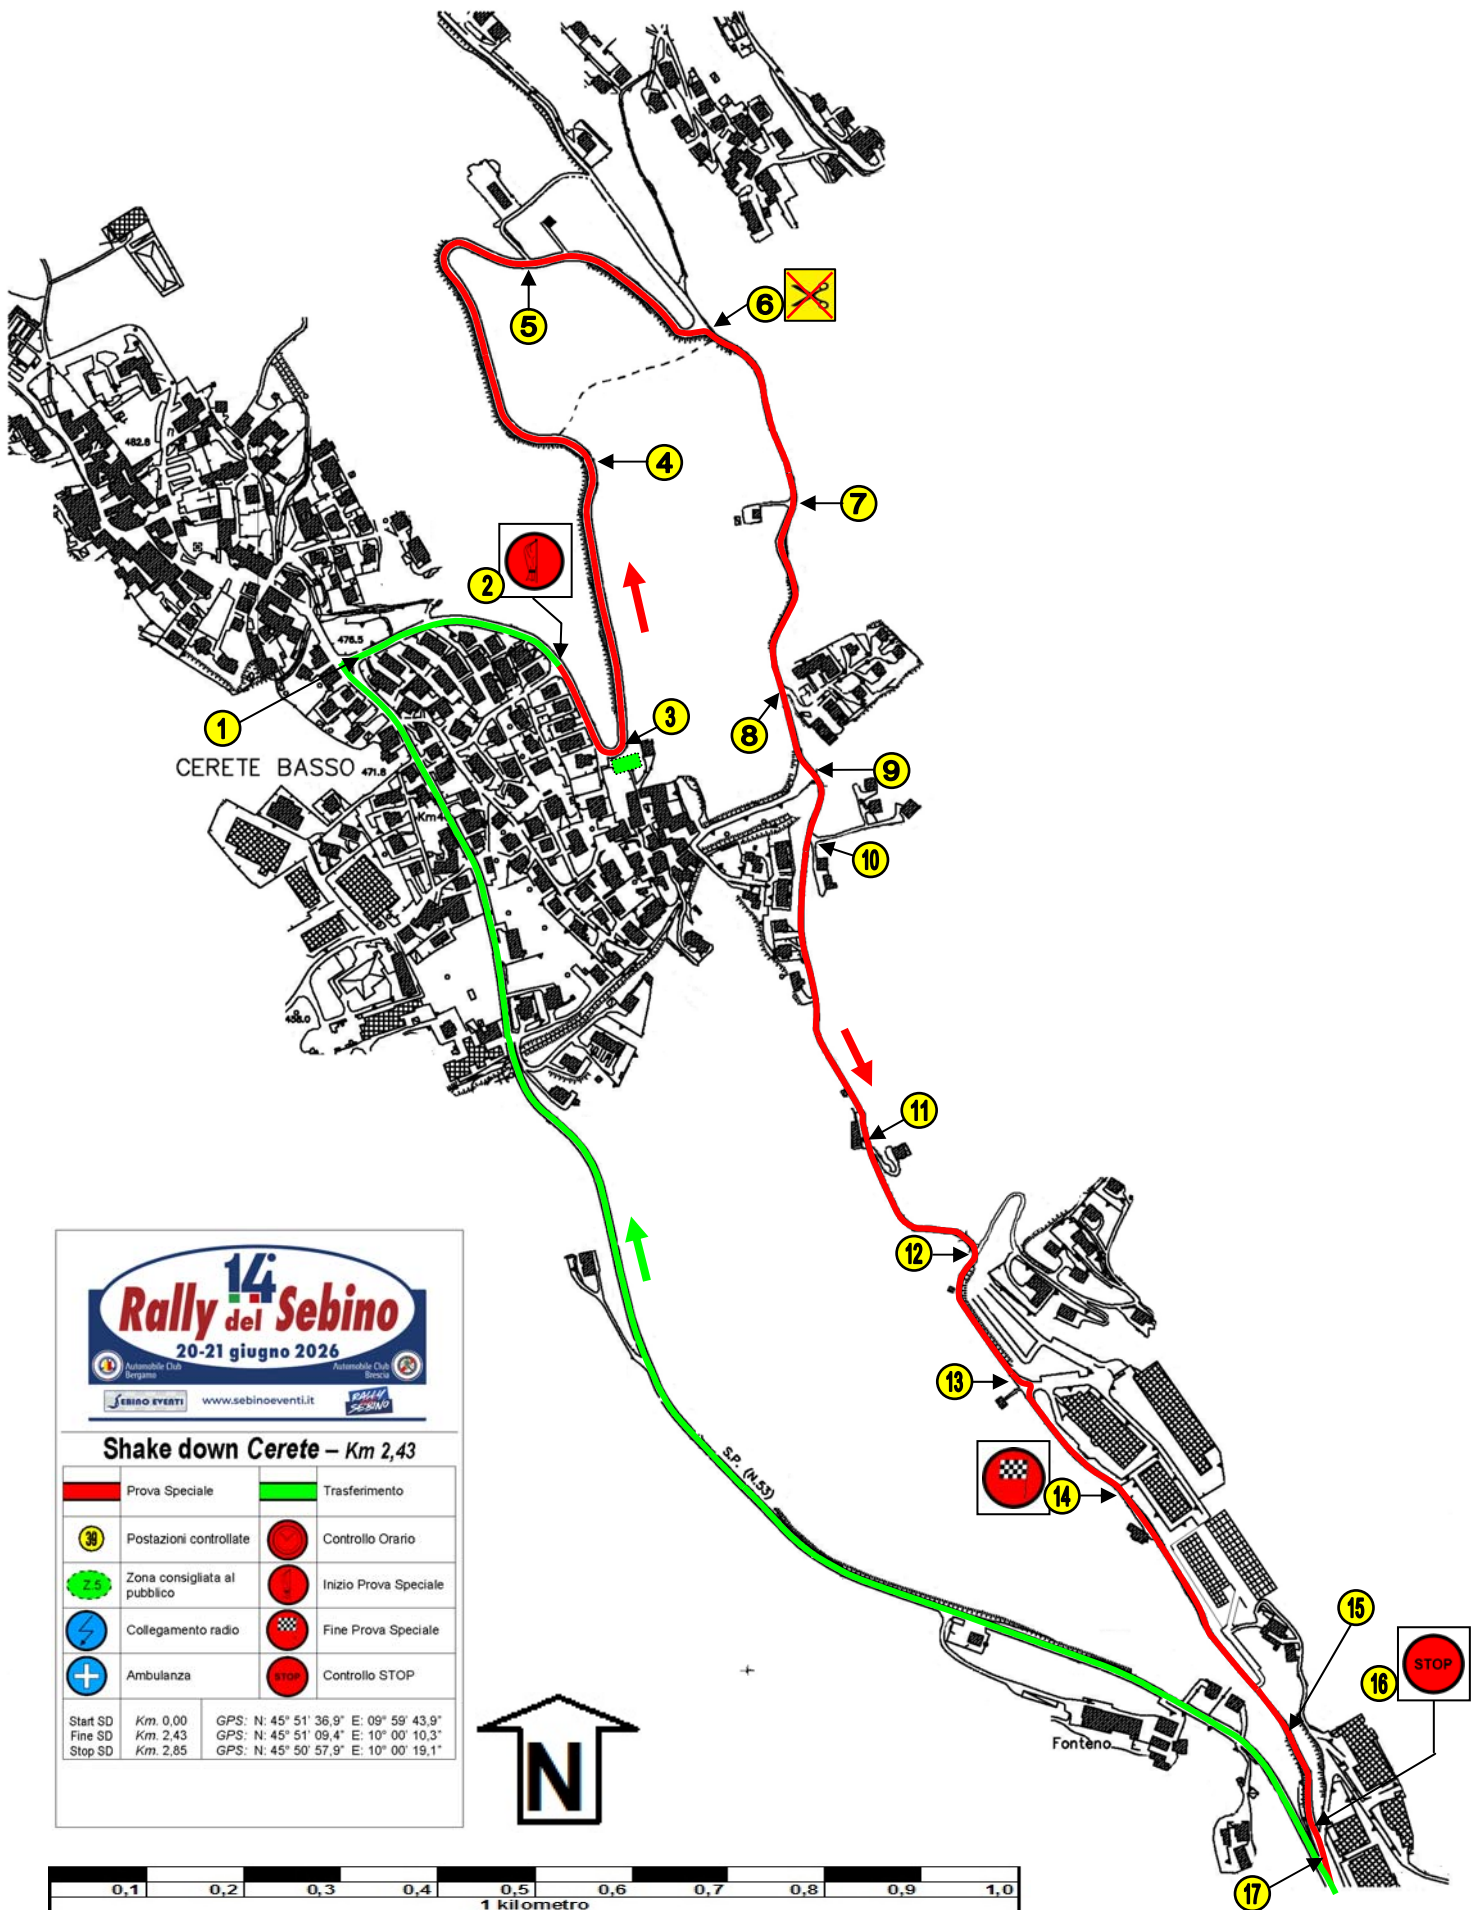 6
5
482.8
4
7
2
476.5
1
3
8
CERETE BASSO 471.8
9
Km4
10
458.0
11
12
13
14
S.P. (N.53)
15
16
STOP
Fonteno
17
14°
Rally del Sebino
20-21 giugno 2026
Automobile Club Bergamo
Automobile Club Brescia
SEBINO EVENTI
www.sebinoeventi.it
RALLY
SEBINO
Shake down Cerete – Km 2,43
Prova Speciale
Trasferimento
39
Postazioni controllate
Controllo Orario
Z.5
Zona consigliata al
pubblico
Inizio Prova Speciale
Collegamento radio
Fine Prova Speciale
Ambulanza
STOP
Controllo STOP
Start SD Km. 0,00 GPS: N: 45° 51' 36,9" E: 09° 59' 43,9"
Fine SD Km. 2,43 GPS: N: 45° 51' 09,4" E: 10° 00' 10,3"
Stop SD Km. 2,85 GPS: N: 45° 50' 57,9" E: 10° 00' 19,1"
N
0,1 0,2 0,3 0,4 0,5 0,6 0,7 0,8 0,9 1,0
1 kilometro